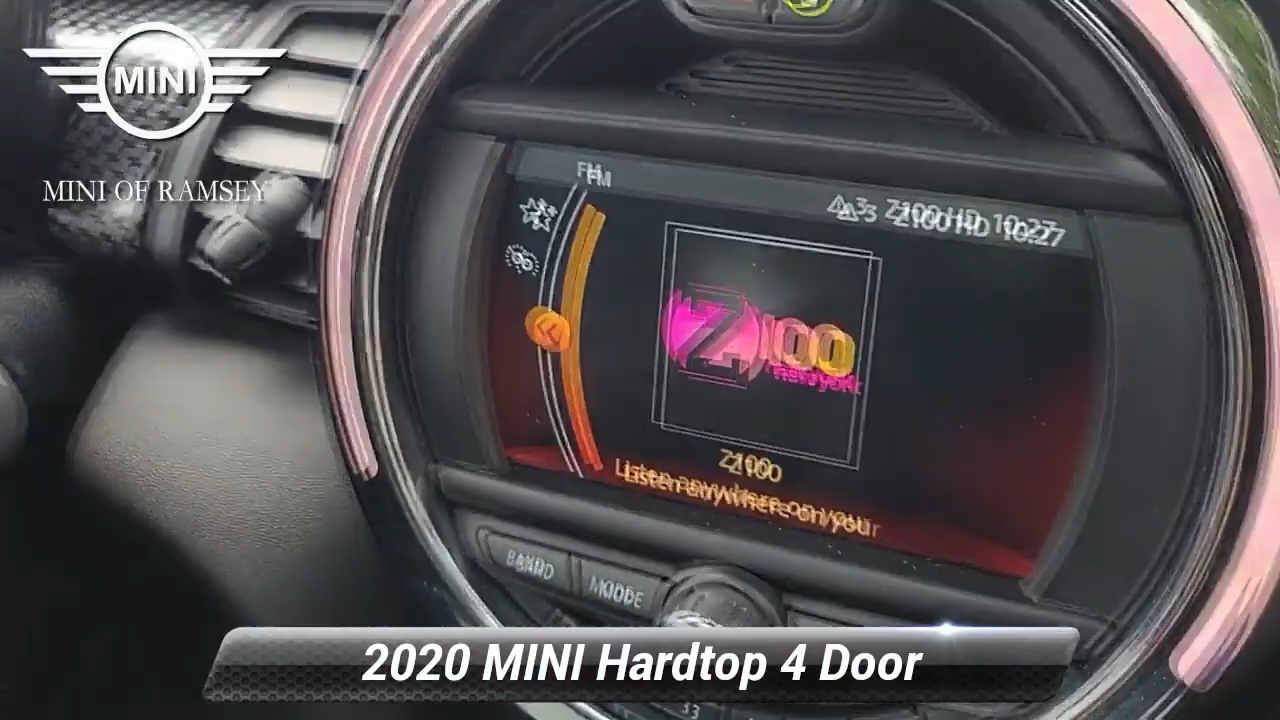 MINI
MINI OF RAMSEY
FM
33 Z100 HD 10:27
Z100
New York
Z100
Listen anywhere on your
BAND
MODE
2020 MINI Hardtop 4 Door